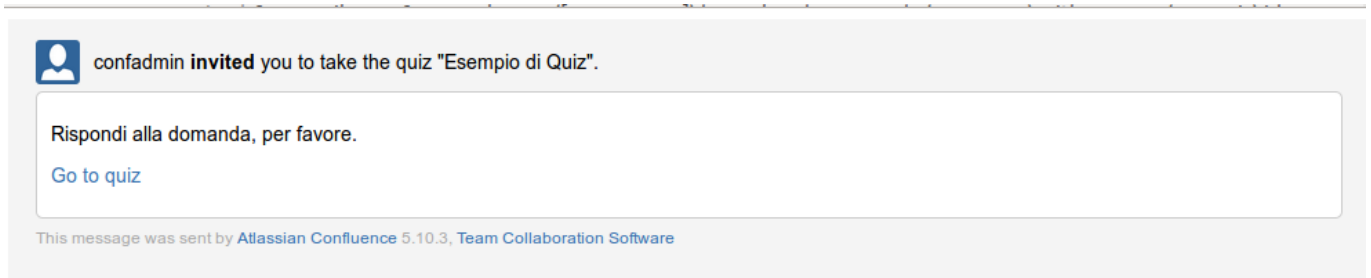 confadmin invited you to take the quiz "Esempio di Quiz".
Rispondi alla domanda, per favore.
Go to quiz
This message was sent by Atlassian Confluence 5.10.3, Team Collaboration Software